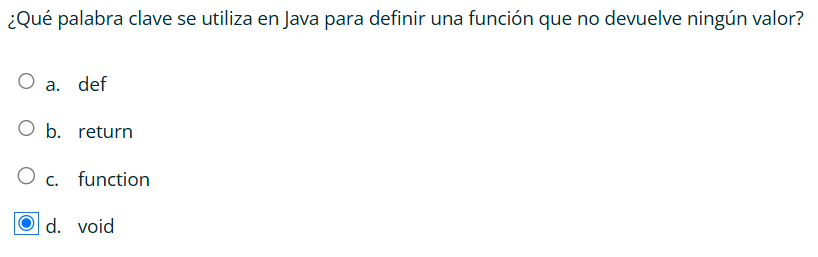 ¿Qué palabra clave se utiliza en Java para definir una función que no devuelve ningún valor?
a. def
b. return
c. function
d. void